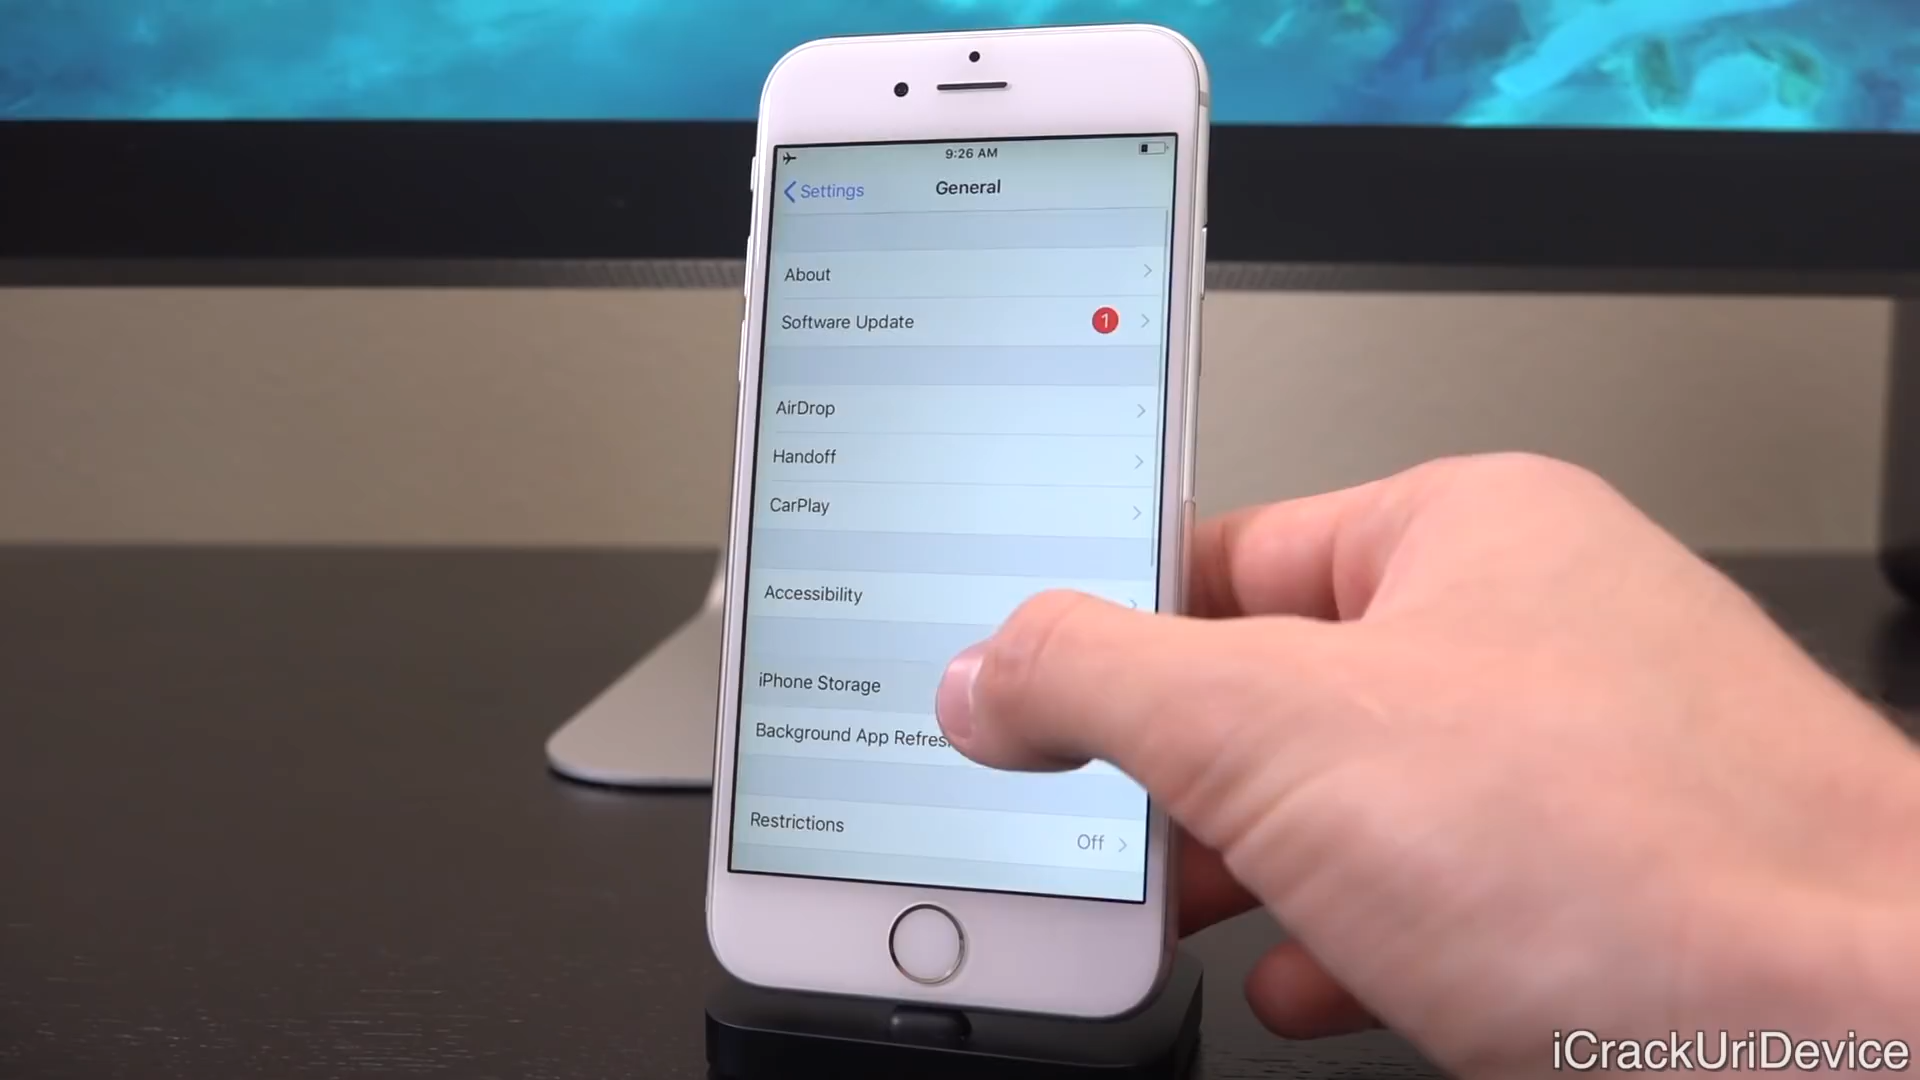 9:26 AM
Settings
General
About
Software Update 1
AirDrop
Handoff
CarPlay
Accessibility
iPhone Storage
Background App
Restrictions Off
iCrackUriDevice